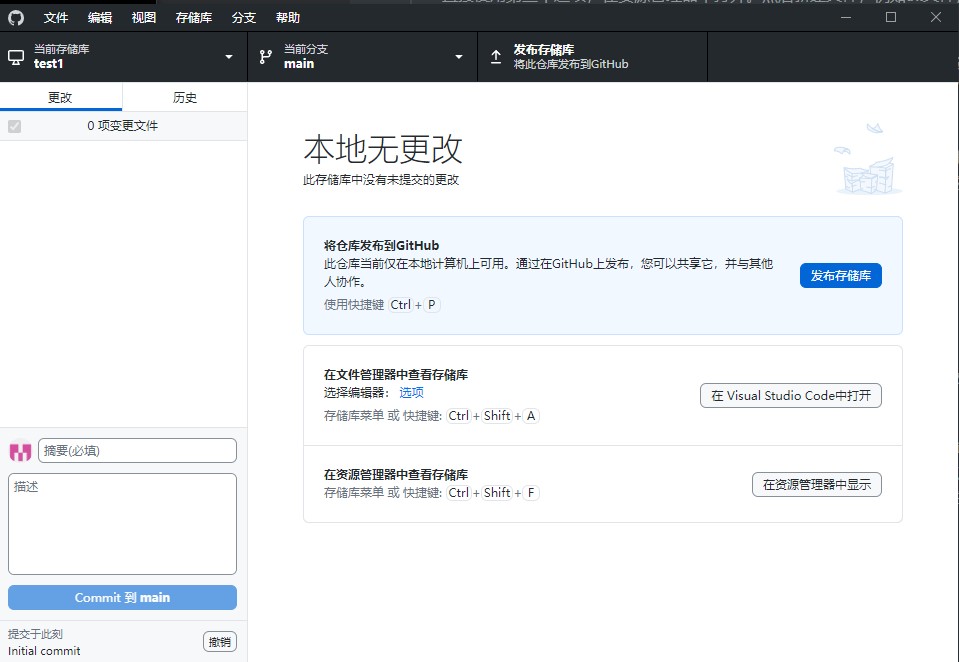 文件 编辑 视图 存储库 分支 帮助
当前存储库
test1
当前分支
main
发布存储库
将此仓库发布到GitHub
更改 历史
0 项变更文件
本地无更改
此存储库中没有未提交的更改
将仓库发布到GitHub
此仓库当前仅在本地计算机上可用。通过在GitHub上发布，您可以共享它，并与其他
人协作。
使用快捷键 Ctrl + P
发布存储库
在文件管理器中查看存储库
选择编辑器： 选项
存储库菜单 或 快捷键: Ctrl + Shift + A
在 Visual Studio Code中打开
在资源管理器中查看存储库
存储库菜单 或 快捷键: Ctrl + Shift + F
在资源管理器中显示
摘要(必填)
描述
Commit 到 main
提交于此刻
Initial commit
撤销